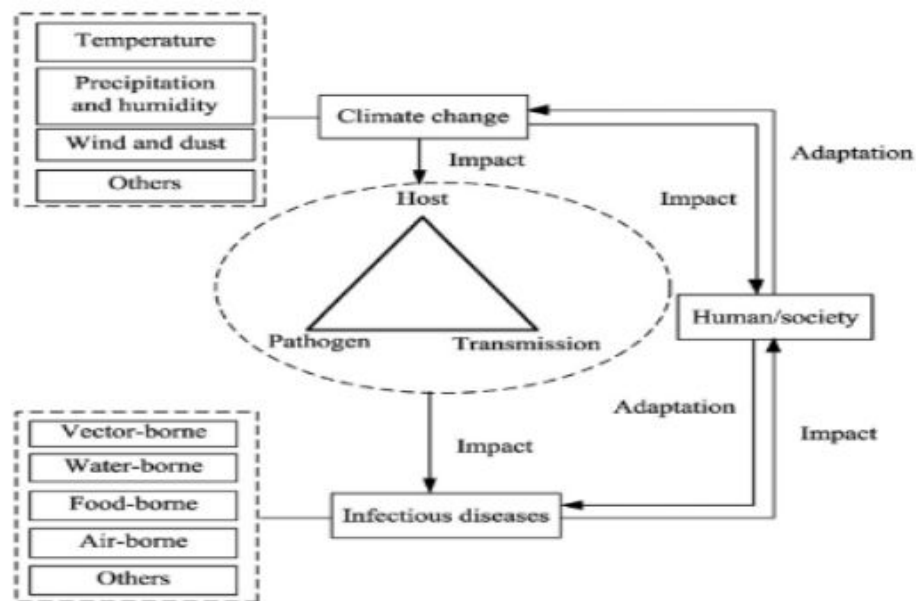 Temperature
Precipitation
and humidity
Wind and dust
Others
Climate change
Impact
Adaptation
Impact
Host
Pathogen
Transmission
Human/society
Adaptation
Impact
Impact
Vector-borne
Water-borne
Food-borne
Air-borne
Others
Infectious diseases